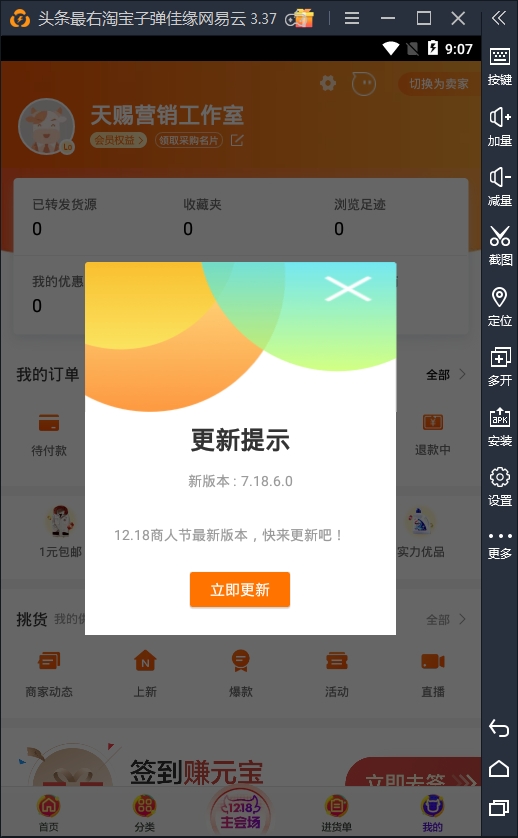 头条最右淘宝子弹佳缘网易云 3.37
9:07
天赐营销工作室
切换为卖家
会员权益
领取采购名片
L0
已转发货源
收藏夹
浏览足迹
0
0
0
我的优惠
0
我的订单
全部
待付款
退款中
更新提示
新版本 : 7.18.6.0
12.18商人节最新版本，快来更新吧！
立即更新
1元包邮
实力优品
挑货
全部
商家动态
上新
爆款
活动
直播
签到赚元宝
立即去签
首页
分类
1218
主会场
进货单
我的
按键
加量
减量
截图
定位
多开
安装
设置
更多